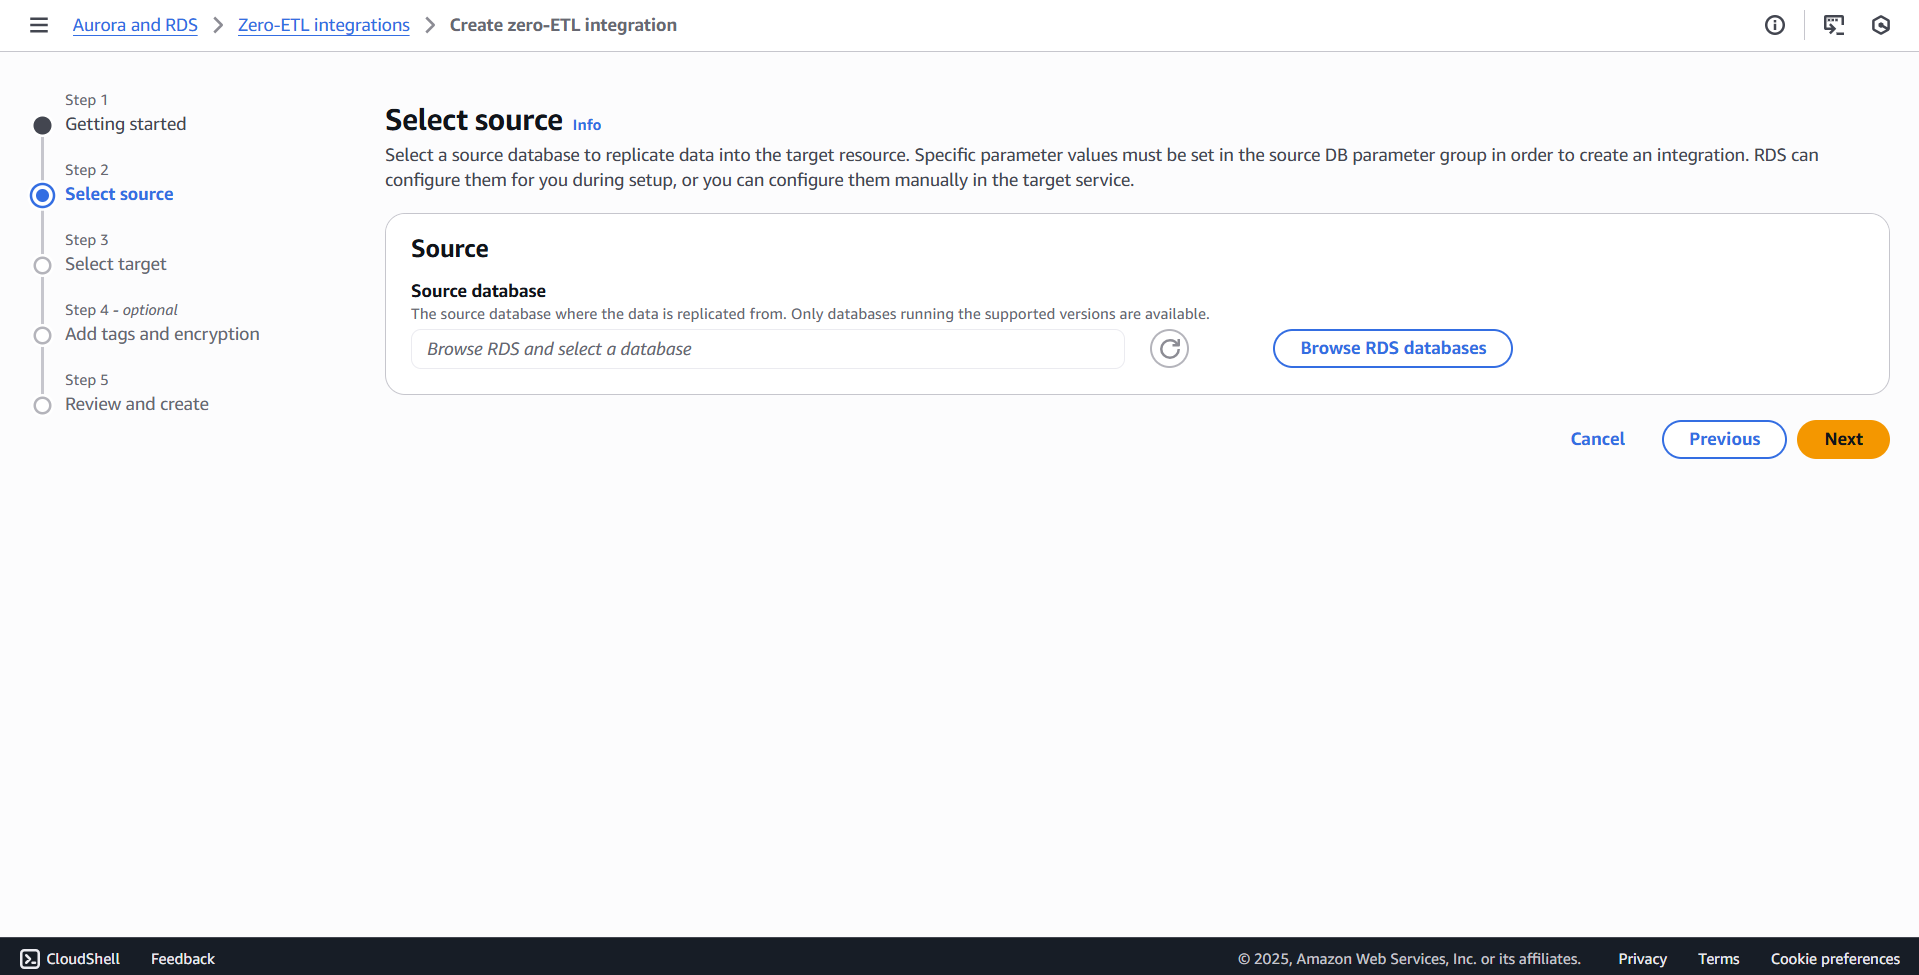 Aurora and RDS > Zero-ETL integrations > Create zero-ETL integration
Step 1
Getting started
Step 2
Select source
Step 3
Select target
Step 4 - optional
Add tags and encryption
Step 5
Review and create
Select source Info
Select a source database to replicate data into the target resource. Specific parameter values must be set in the source DB parameter group in order to create an integration. RDS can
configure them for you during setup, or you can configure them manually in the target service.
Source
Source database
The source database where the data is replicated from. Only databases running the supported versions are available.
Browse RDS and select a database
Browse RDS databases
Cancel Previous Next
CloudShell Feedback © 2025, Amazon Web Services, Inc. or its affiliates. Privacy Terms Cookie preferences